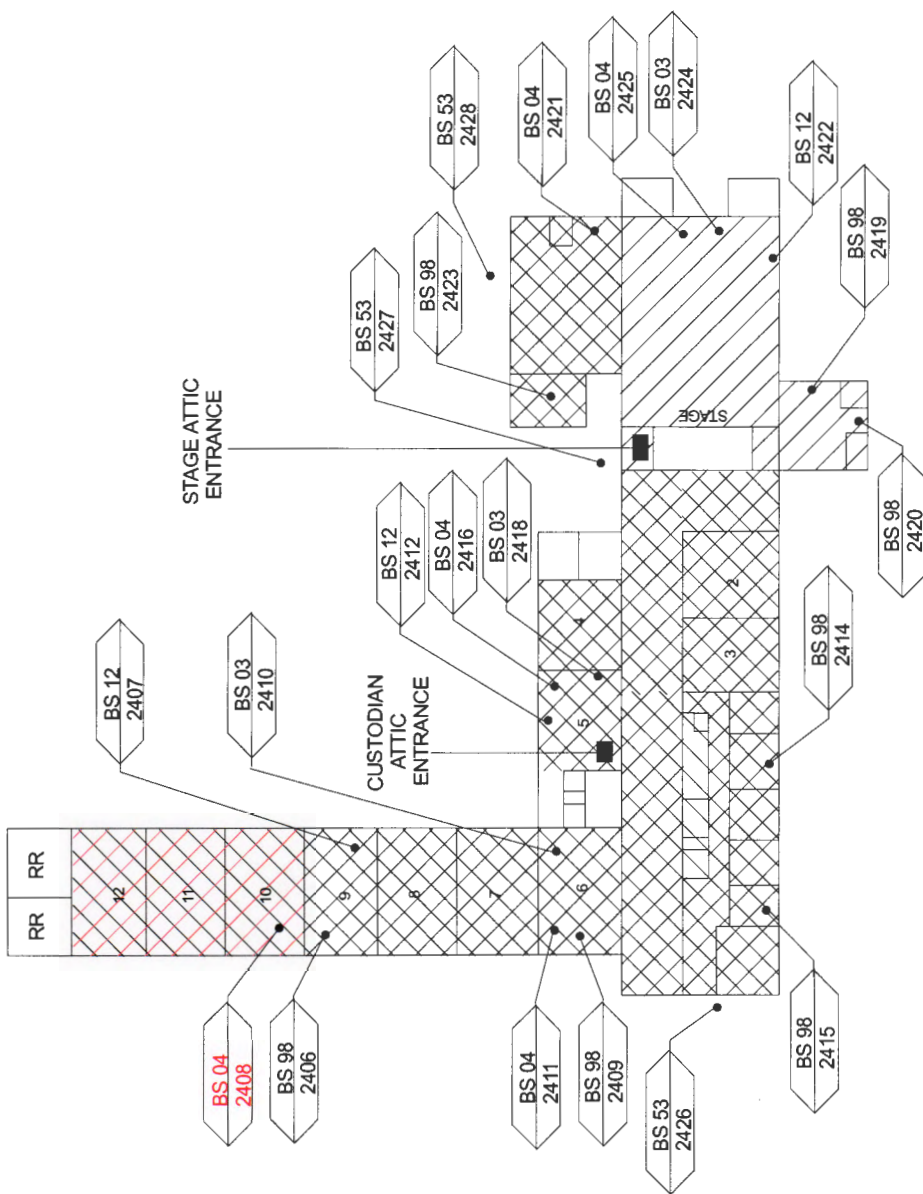 BS 53
2428
BS 04
2421
BS 04
2425
BS 03
2424
BS 12
2422
BS 98
2419
BS 98
2420
BS 53
2427
BS 98
2423
STAGE ATTIC
ENTRANCE
STAGE
BS 12
2412
BS 04
2416
BS 03
2418
BS 98
2414
CUSTODIAN
ATTIC
ENTRANCE
BS 12
2407
BS 03
2410
RR
RR
12
11
10
9
8
7
6
5
4
3
2
BS 04
2408
BS 98
2406
BS 04
2411
BS 98
2409
BS 53
2426
BS 98
2415